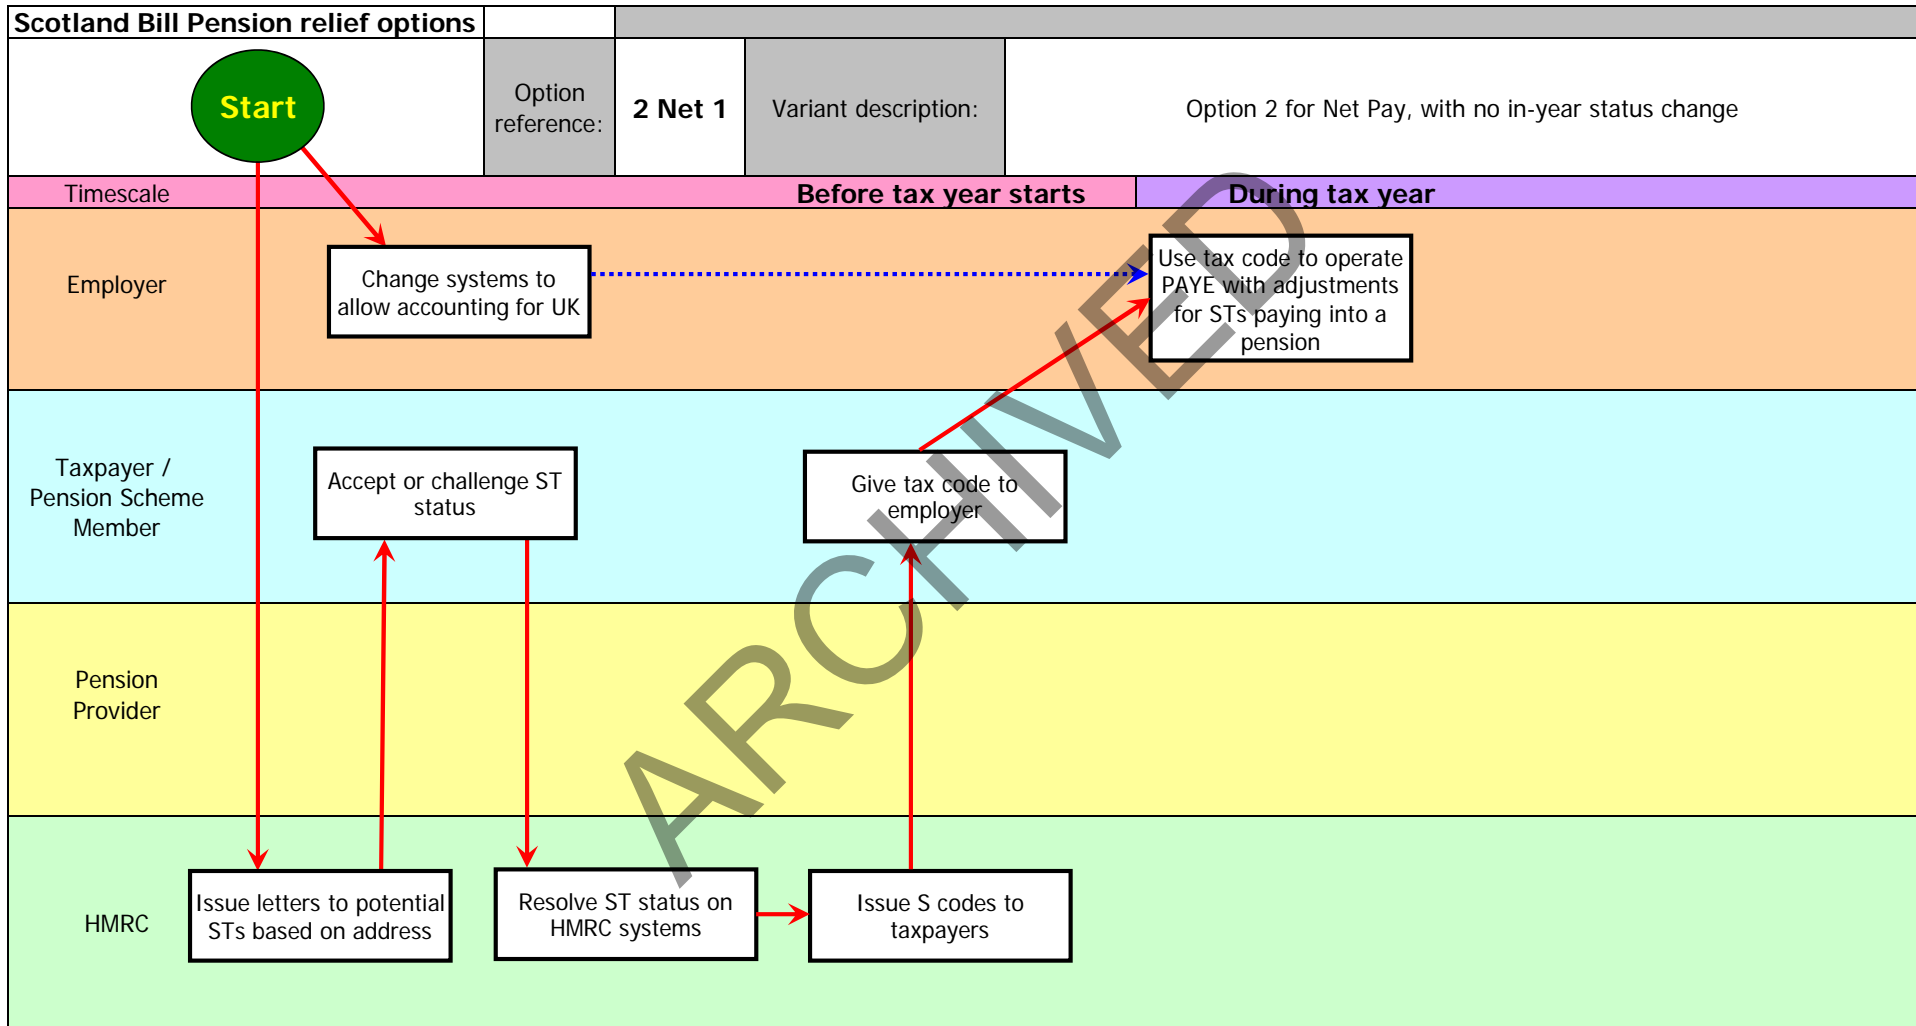 Scotland Bill Pension relief options
Start
Option
reference:
2 Net 1
Variant description:
Option 2 for Net Pay, with no in-year status change
Timescale
Before tax year starts
During tax year
Employer
Change systems to
allow accounting for UK
Use tax code to operate
PAYE with adjustments
for STs paying into a
pension
Taxpayer /
Pension Scheme
Member
Accept or challenge ST
status
Give tax code to
employer
Pension
Provider
HMRC
Issue letters to potential
STs based on address
Resolve ST status on
HMRC systems
Issue S codes to
taxpayers
ARCHIVED